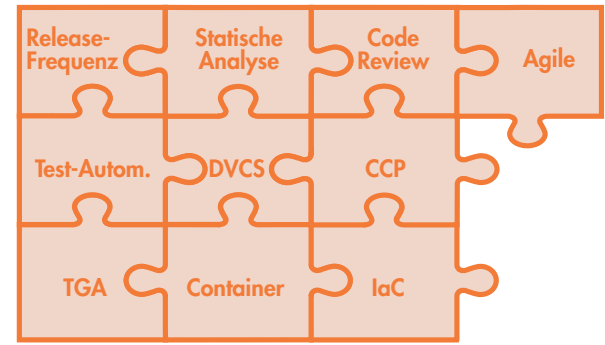 Release-
Frequenz
Statische
Analyse
Code
Review
Agile
Test-Autom.
DVCS
CCP
TGA
Container
IaC